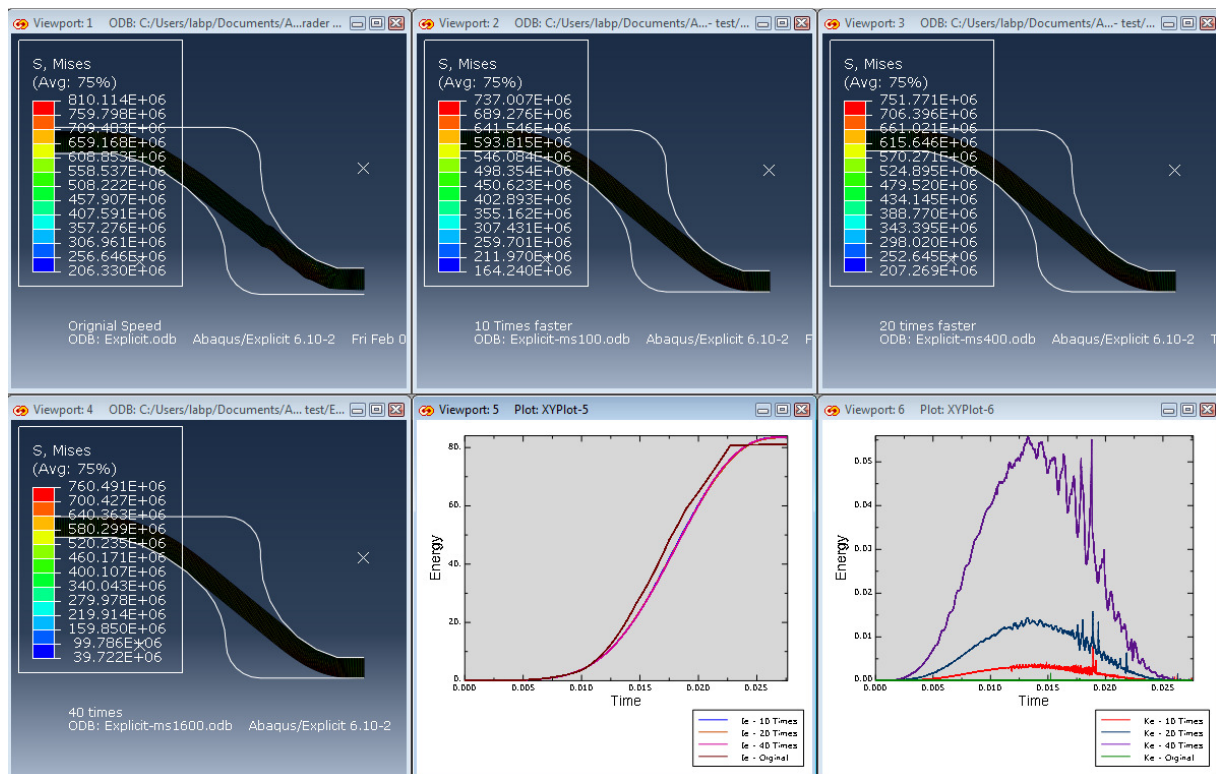 Viewport: 1 ODB: C:/Users/labp/Documents/A...rader ...
S, Mises
(Avg: 75%)
810.114E+06
759.798E+06
709.483E+06
659.168E+06
608.853E+06
558.537E+06
508.222E+06
457.907E+06
407.591E+06
357.276E+06
306.961E+06
256.646E+06
206.330E+06
Orignial Speed
ODB: Explicit.odb Abaqus/Explicit 6.10-2 Fri Feb 0
Viewport: 2 ODB: C:/Users/labp/Documents/A...- test/...
S, Mises
(Avg: 75%)
737.007E+06
689.276E+06
641.546E+06
593.815E+06
546.084E+06
498.354E+06
450.623E+06
402.893E+06
355.162E+06
307.431E+06
259.701E+06
211.970E+06
164.240E+06
10 Times faster
ODB: Explicit-ms100.odb Abaqus/Explicit 6.10-2 F
Viewport: 3 ODB: C:/Users/labp/Documents/A...- test/...
S, Mises
(Avg: 75%)
751.771E+06
706.396E+06
661.021E+06
615.646E+06
570.271E+06
524.895E+06
479.520E+06
434.145E+06
388.770E+06
343.395E+06
298.020E+06
252.645E+06
207.269E+06
20 times faster
ODB: Explicit-ms400.odb Abaqus/Explicit 6.10-2 T
Viewport: 4 ODB: C:/Users/labp/Documents/A... test/E...
S, Mises
(Avg: 75%)
760.491E+06
700.427E+06
640.363E+06
580.299E+06
520.235E+06
460.171E+06
400.107E+06
340.043E+06
279.978E+06
219.914E+06
159.850E+06
99.786E+06
39.722E+06
40 times
ODB: Explicit-ms1600.odb Abaqus/Explicit 6.10-2
Viewport: 5 Plot: XYPlot-5
80.
60.
40.
20.
0.
Energy
0.000 0.005 0.010 0.015 0.020 0.025
Time
Ie - 10 Times
Ie - 20 Times
Ie - 40 Times
Ie - Orginal
Viewport: 6 Plot: XYPlot-6
0.05
0.04
0.03
0.02
0.01
0.00
Energy
0.000 0.005 0.010 0.015 0.020 0.025
Time
Ke - 10 Times
Ke - 20 Times
Ke - 40 Times
Ke - Orginal